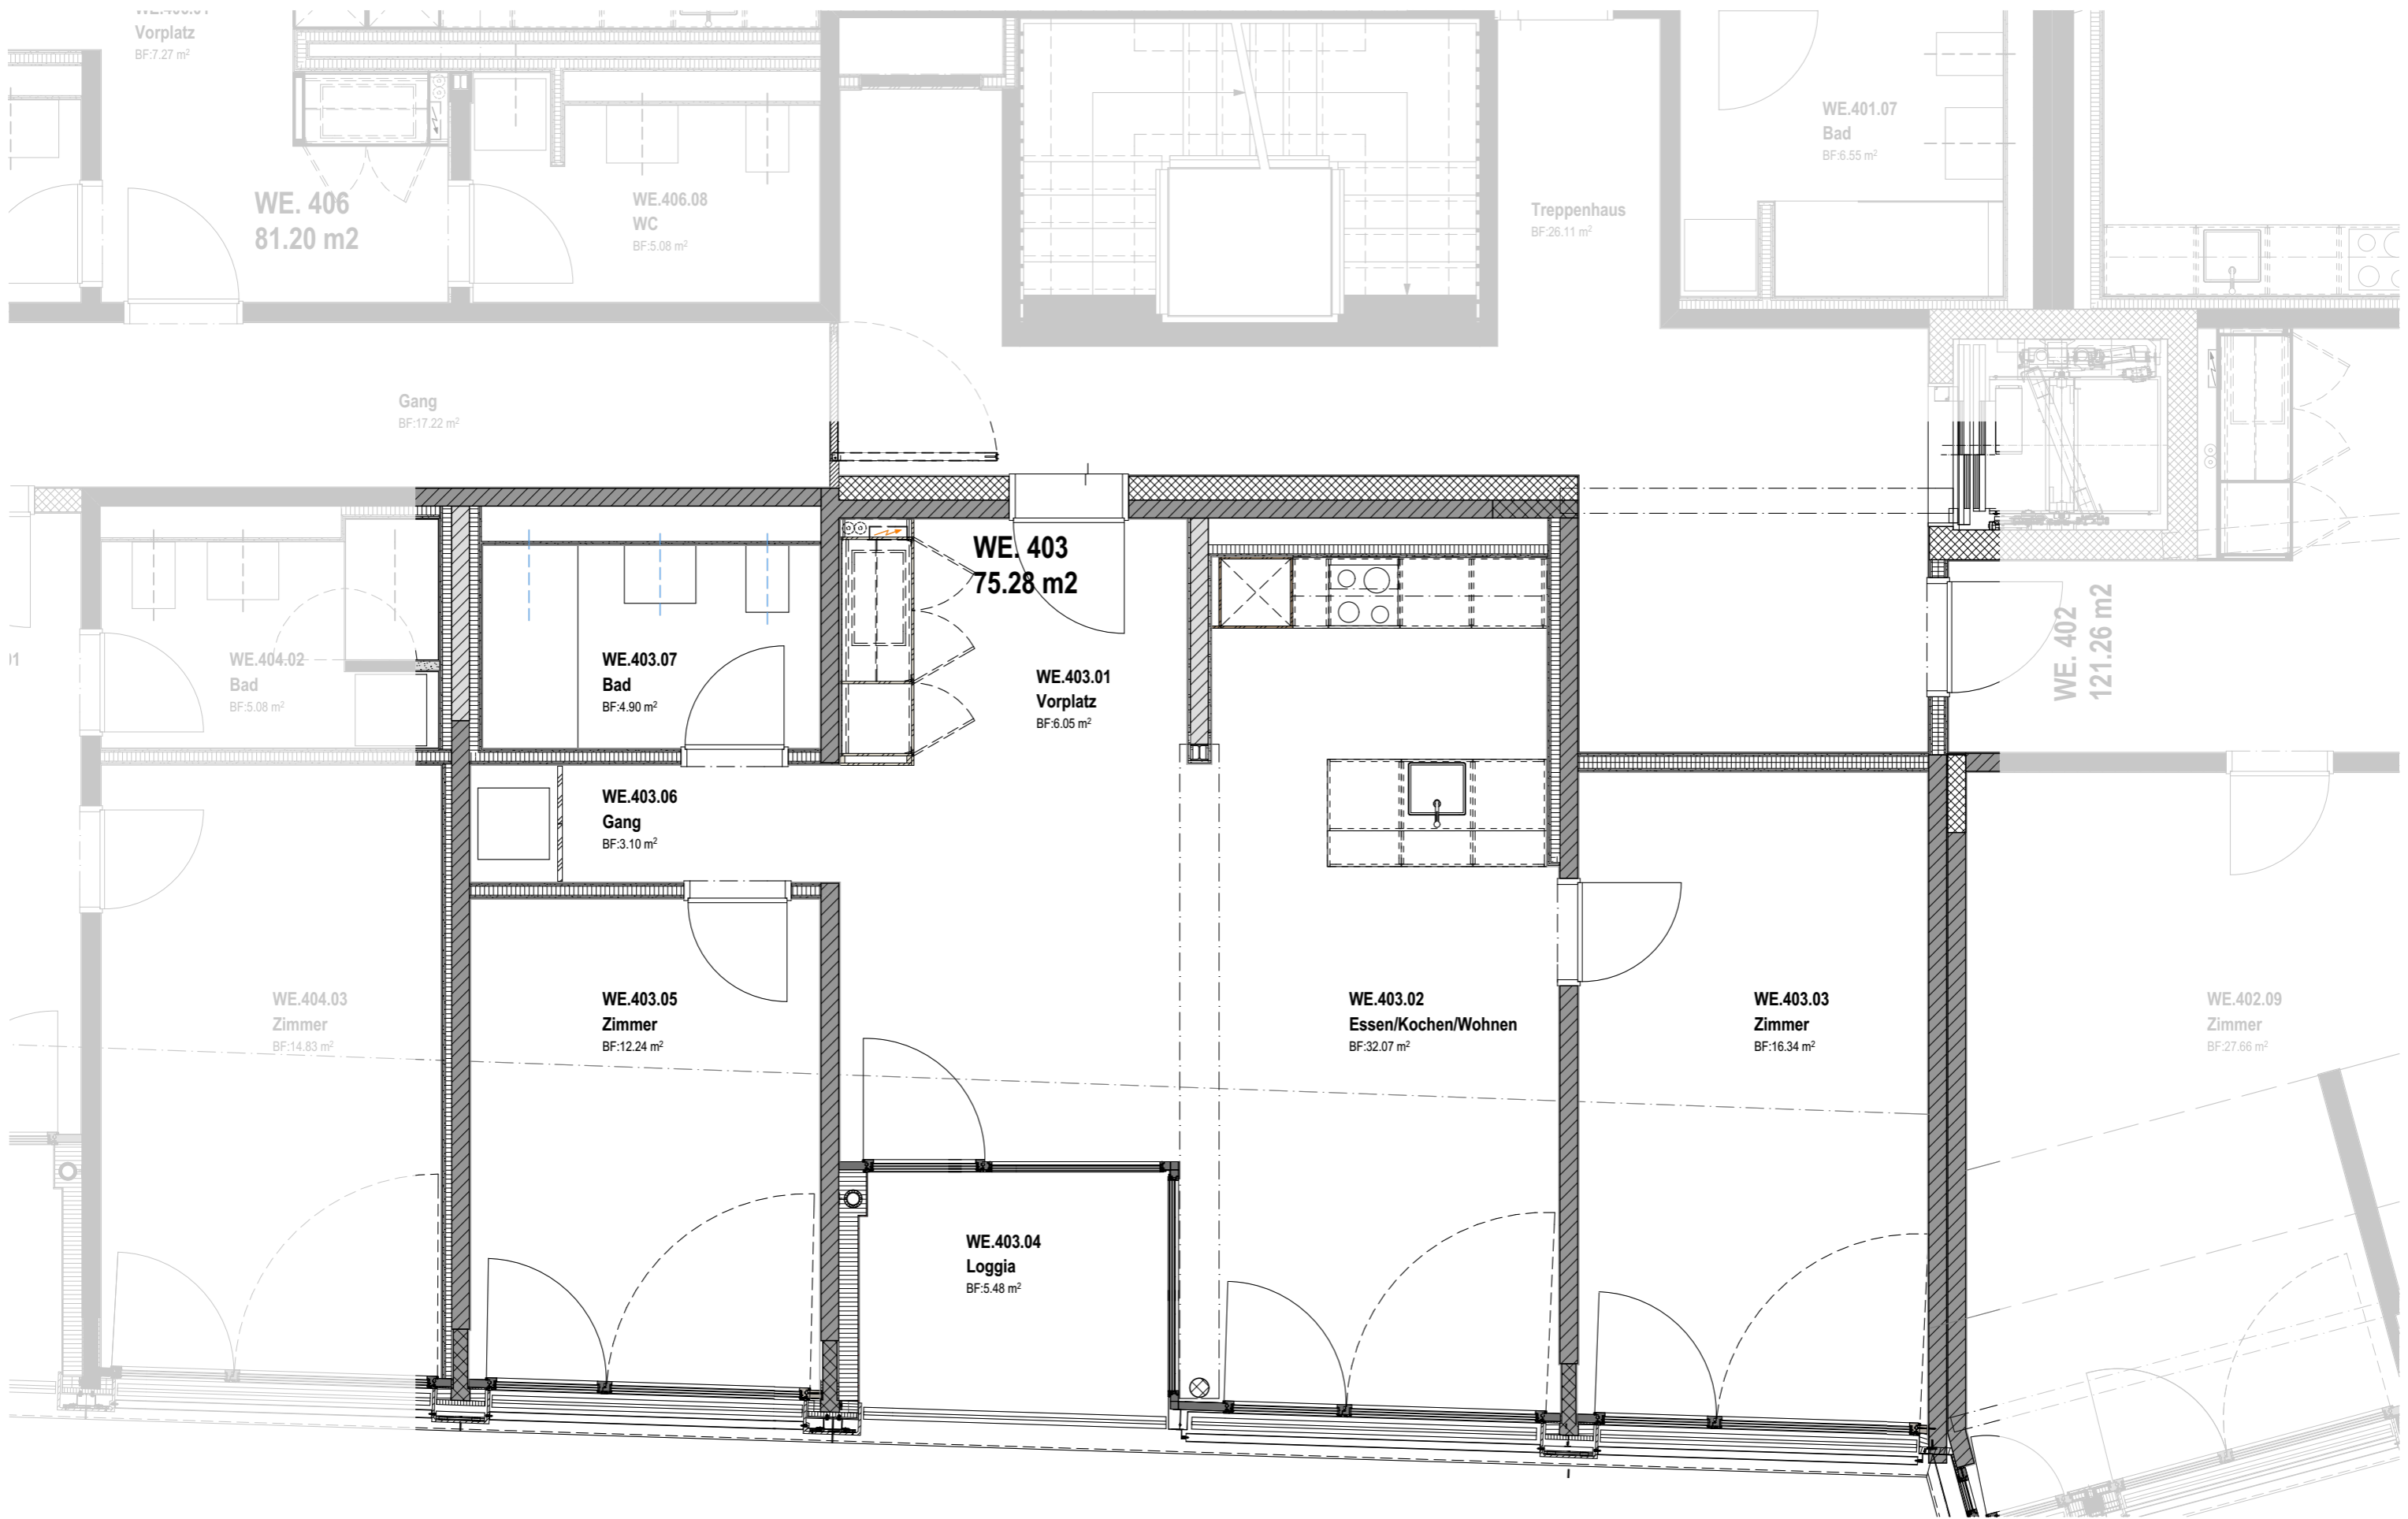 Vorplatz
BF:7.27 m²
WE. 406
81.20 m2
WE.406.08
WC
BF:5.08 m²
Treppenhaus
BF:26.11 m²
WE.401.07
Bad
BF:6.55 m²
Gang
BF:17.22 m²
WE. 403
75.28 m2
WE. 402
121.26 m2
WE.404.02
Bad
BF:5.08 m²
WE.403.07
Bad
BF:4.90 m²
WE.403.01
Vorplatz
BF:6.05 m²
WE.403.06
Gang
BF:3.10 m²
WE.404.03
Zimmer
BF:14.83 m²
WE.403.05
Zimmer
BF:12.24 m²
WE.403.02
Essen/Kochen/Wohnen
BF:32.07 m²
WE.403.03
Zimmer
BF:16.34 m²
WE.402.09
Zimmer
BF:27.66 m²
WE.403.04
Loggia
BF:5.48 m²